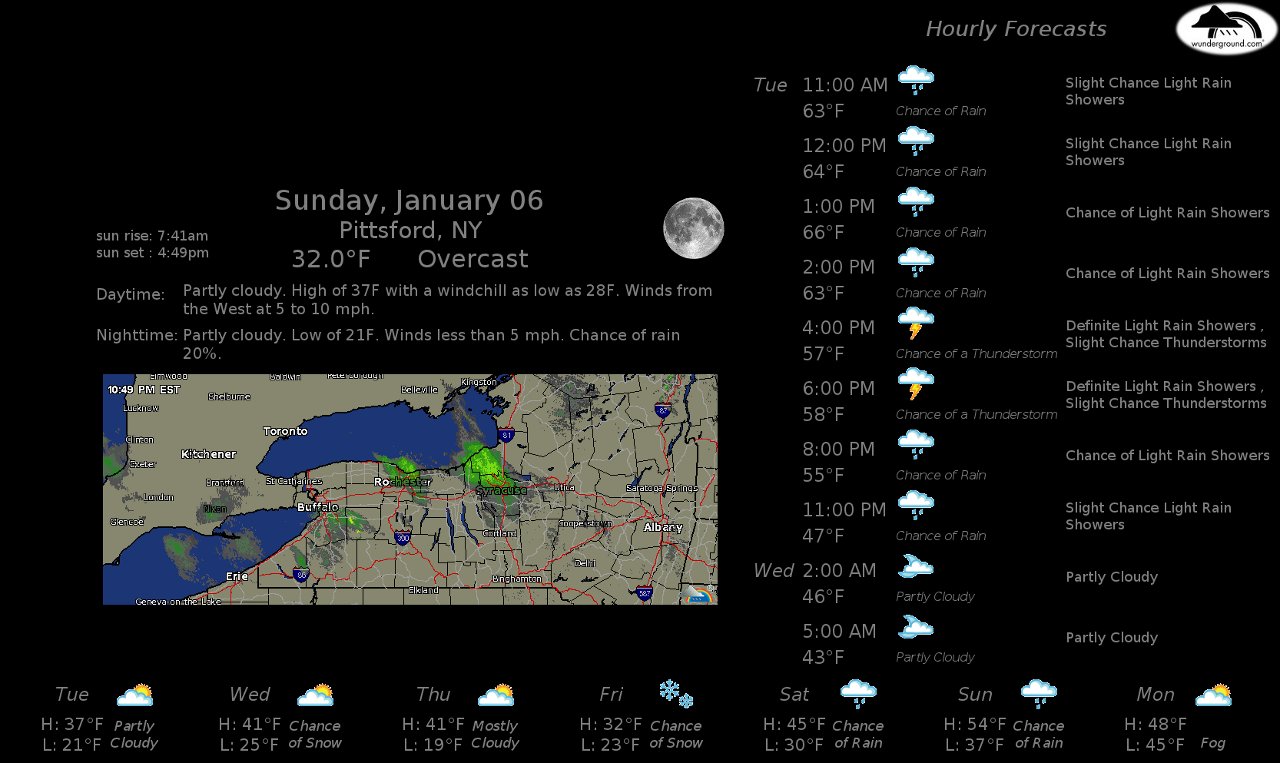 Hourly Forecasts
wunderground.com
Tue 11:00 AM
63°F
Chance of Rain
Slight Chance Light Rain
Showers
12:00 PM
64°F
Chance of Rain
Slight Chance Light Rain
Showers
1:00 PM
66°F
Chance of Rain
Chance of Light Rain Showers
2:00 PM
63°F
Chance of Rain
Chance of Light Rain Showers
4:00 PM
57°F
Chance of a Thunderstorm
Definite Light Rain Showers ,
Slight Chance Thunderstorms
6:00 PM
58°F
Chance of a Thunderstorm
Definite Light Rain Showers ,
Slight Chance Thunderstorms
8:00 PM
55°F
Chance of Rain
Chance of Light Rain Showers
11:00 PM
47°F
Chance of Rain
Slight Chance Light Rain
Showers
Wed 2:00 AM
46°F
Partly Cloudy
Partly Cloudy
5:00 AM
43°F
Partly Cloudy
Partly Cloudy
Sunday, January 06
Pittsford, NY
32.0°F Overcast
sun rise: 7:41am
sun set : 4:49pm
Daytime: Partly cloudy. High of 37F with a windchill as low as 28F. Winds from
the West at 5 to 10 mph.
Nighttime: Partly cloudy. Low of 21F. Winds less than 5 mph. Chance of rain
20%.
10:49 PM EST
Belleville
Kingston
Shelburne
Lucknow
87
Toronto
81
Clinton
Kitchener
Exeter
Brantford
St Catharines
Rochester
London
Syracuse
Utica
Saratoga Springs
Nixon
Buffalo
Glencoe
Cooperstown
Albany
Cortland
390
Delhi
Erie
86
Binghamton
Elkland
587
Geneva on the Lake
Tue
H: 37°F Partly
L: 21°F Cloudy
Wed
H: 41°F Chance
L: 25°F of Snow
Thu
H: 41°F Mostly
L: 19°F Cloudy
Fri
H: 32°F Chance
L: 23°F of Snow
Sat
H: 45°F Chance
L: 30°F of Rain
Sun
H: 54°F Chance
L: 37°F of Rain
Mon
H: 48°F
L: 45°F Fog